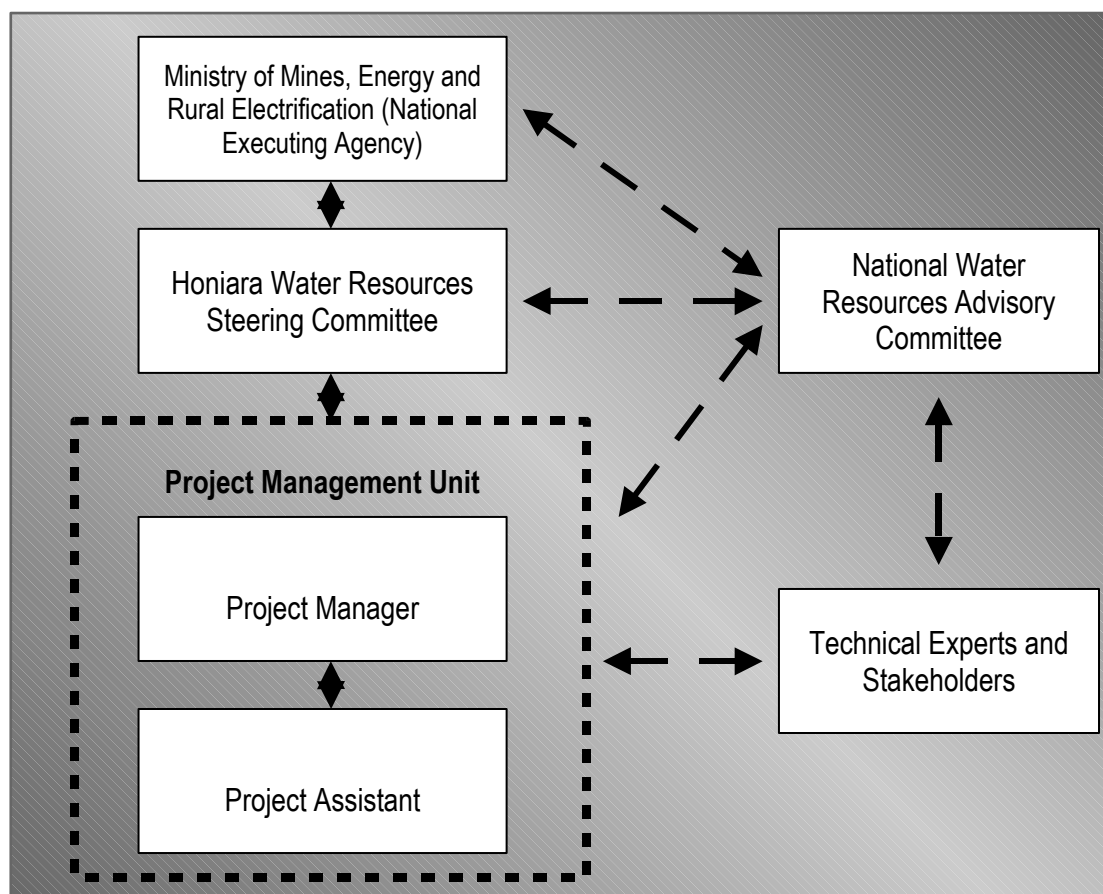 Ministry of Mines, Energy and
Rural Electrification (National
Executing Agency)
Honiara Water Resources
Steering Committee
National Water
Resources Advisory
Committee
Project Management Unit
Project Manager
Technical Experts and
Stakeholders
Project Assistant